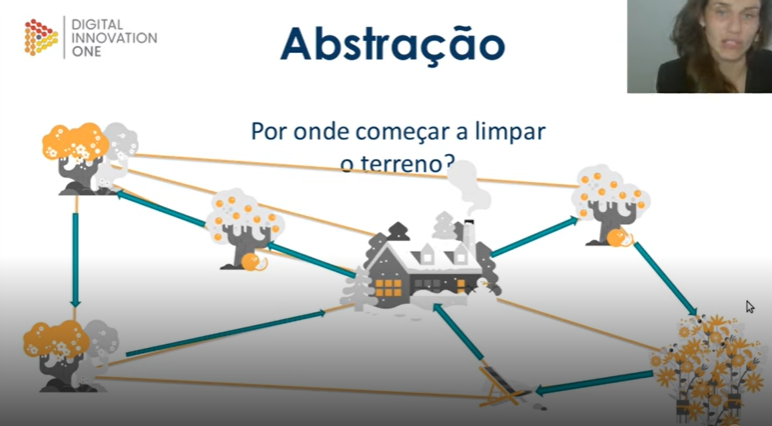 DIGITAL
INNOVATION
ONE
Abstração
Por onde começar a limpar
o terreno?